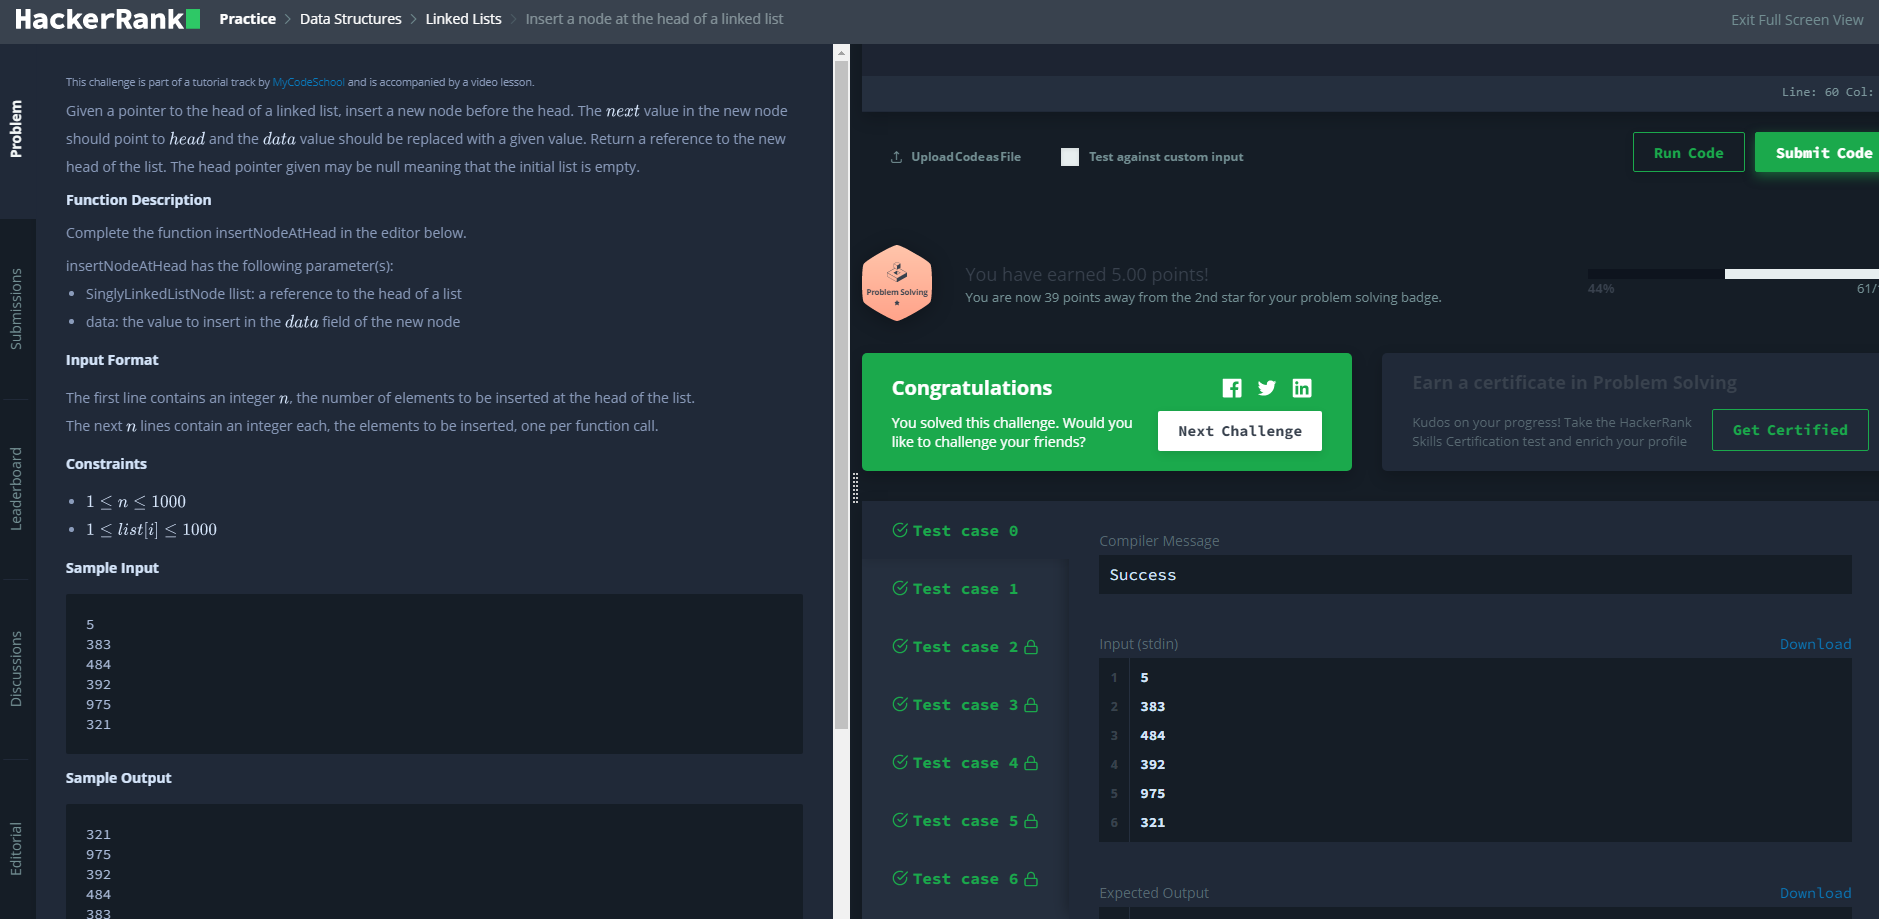 HackerRank Practice > Data Structures > Linked Lists > Insert a node at the head of a linked list Exit Full Screen View
Problem
Submissions
Leaderboard
Discussions
Editorial
This challenge is part of a tutorial track by MyCodeSchool and is accompanied by a video lesson.
Given a pointer to the head of a linked list, insert a new node before the head. The next value in the new node
should point to head and the data value should be replaced with a given value. Return a reference to the new
head of the list. The head pointer given may be null meaning that the initial list is empty.
Function Description
Complete the function insertNodeAtHead in the editor below.
insertNodeAtHead has the following parameter(s):
• SinglyLinkedListNode llist: a reference to the head of a list
• data: the value to insert in the data field of the new node
Input Format
The first line contains an integer n, the number of elements to be inserted at the head of the list.
The next n lines contain an integer each, the elements to be inserted, one per function call.
Constraints
• 1 ≤ n ≤ 1000
• 1 ≤ list[i] ≤ 1000
Sample Input
5
383
484
392
975
321
Sample Output
321
975
392
484
383
Line: 60 Col:
Upload Code as File
Test against custom input
Run Code
Submit Code
Problem Solving
You have earned 5.00 points!
You are now 39 points away from the 2nd star for your problem solving badge.
44%
61/
Congratulations
You solved this challenge. Would you
like to challenge your friends?
Next Challenge
Earn a certificate in Problem Solving
Kudos on your progress! Take the HackerRank
Skills Certification test and enrich your profile
Get Certified
Test case 0
Test case 1
Test case 2
Test case 3
Test case 4
Test case 5
Test case 6
Compiler Message
Success
Input (stdin)
Download
1 5
2 383
3 484
4 392
5 975
6 321
Expected Output
Download